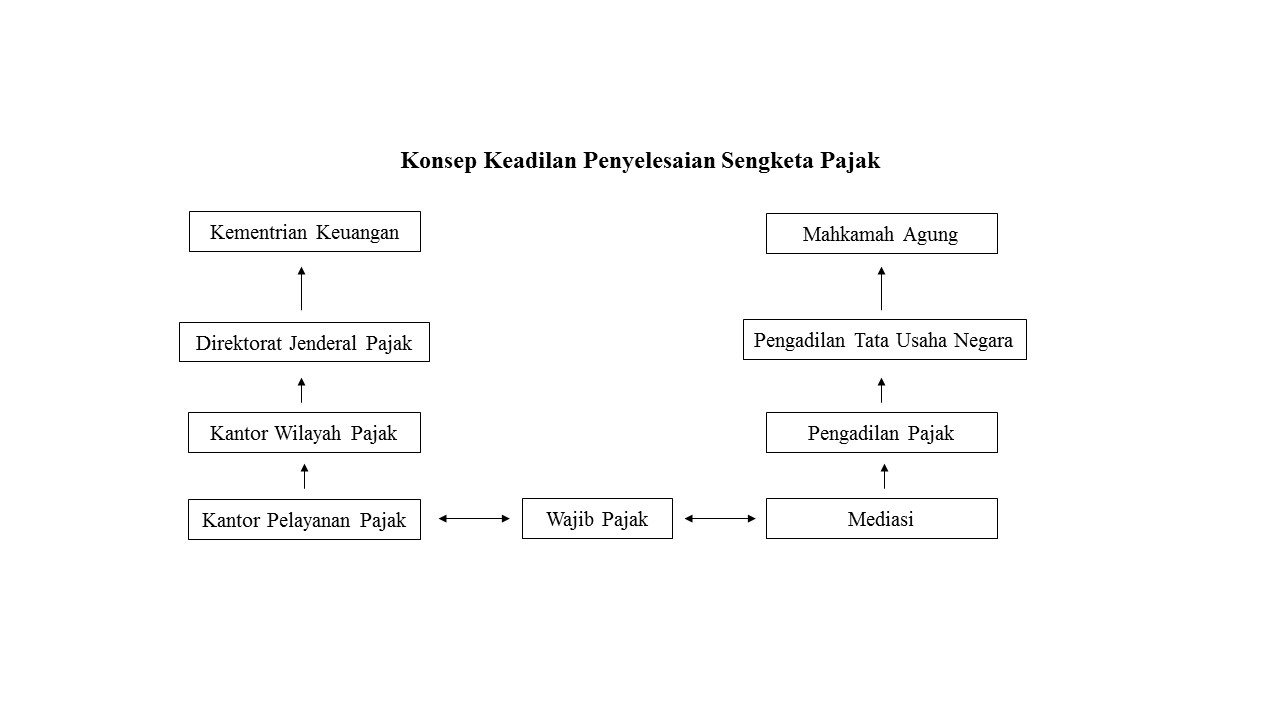 Konsep Keadilan Penyelesaian Sengketa Pajak
Kementrian Keuangan
Mahkamah Agung
Direktorat Jenderal Pajak
Pengadilan Tata Usaha Negara
Kantor Wilayah Pajak
Pengadilan Pajak
Kantor Pelayanan Pajak
Wajib Pajak
Mediasi